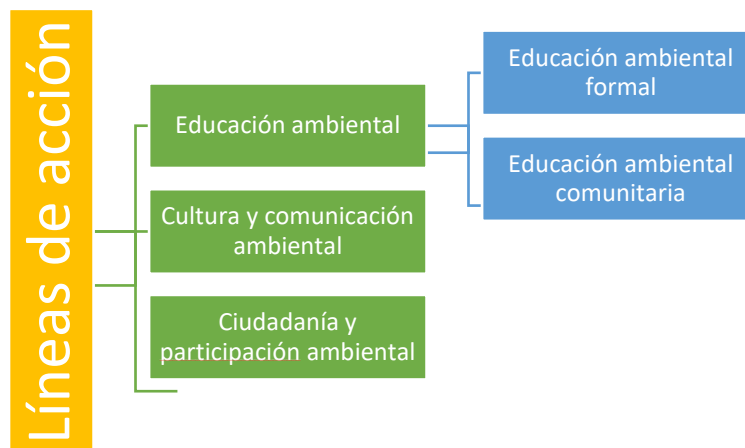 Líneas de acción
Educación ambiental
Cultura y comunicación
ambiental
Ciudadanía y
participación ambiental
Educación ambiental
formal
Educación ambiental
comunitaria